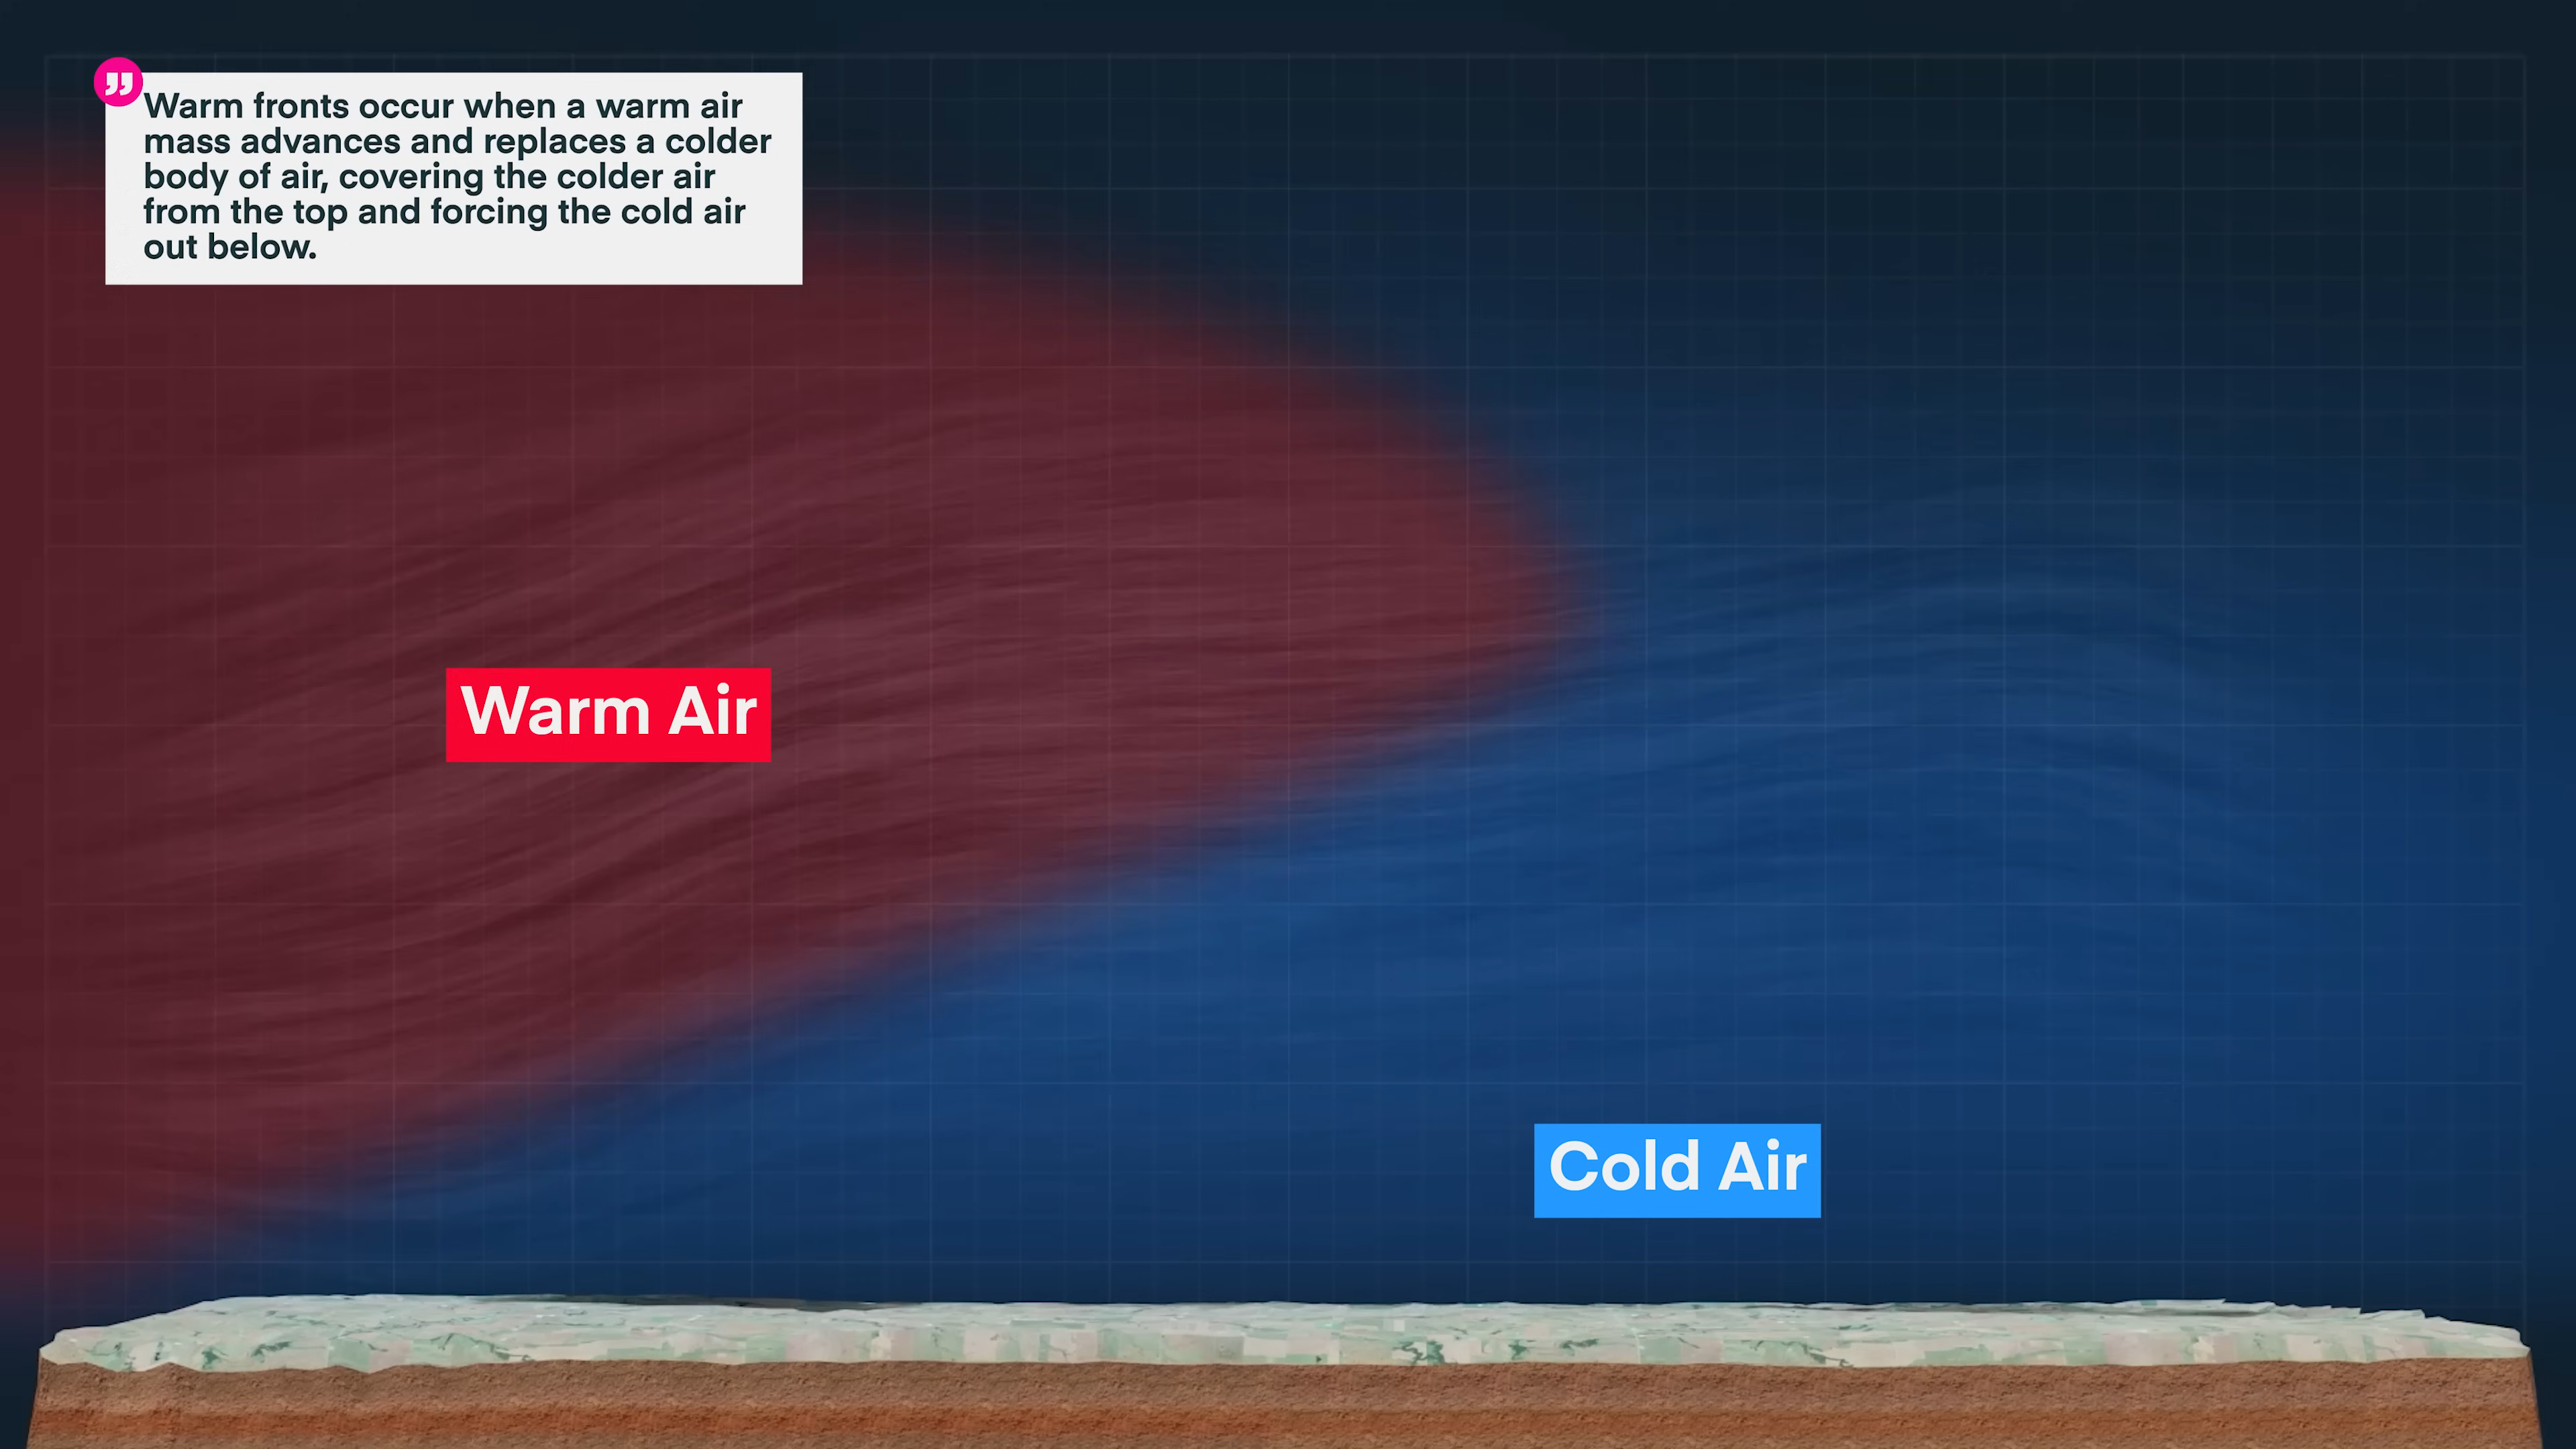 Warm fronts occur when a warm air
mass advances and replaces a colder
body of air, covering the colder air
from the top and forcing the cold air
out below.
Warm Air
Cold Air